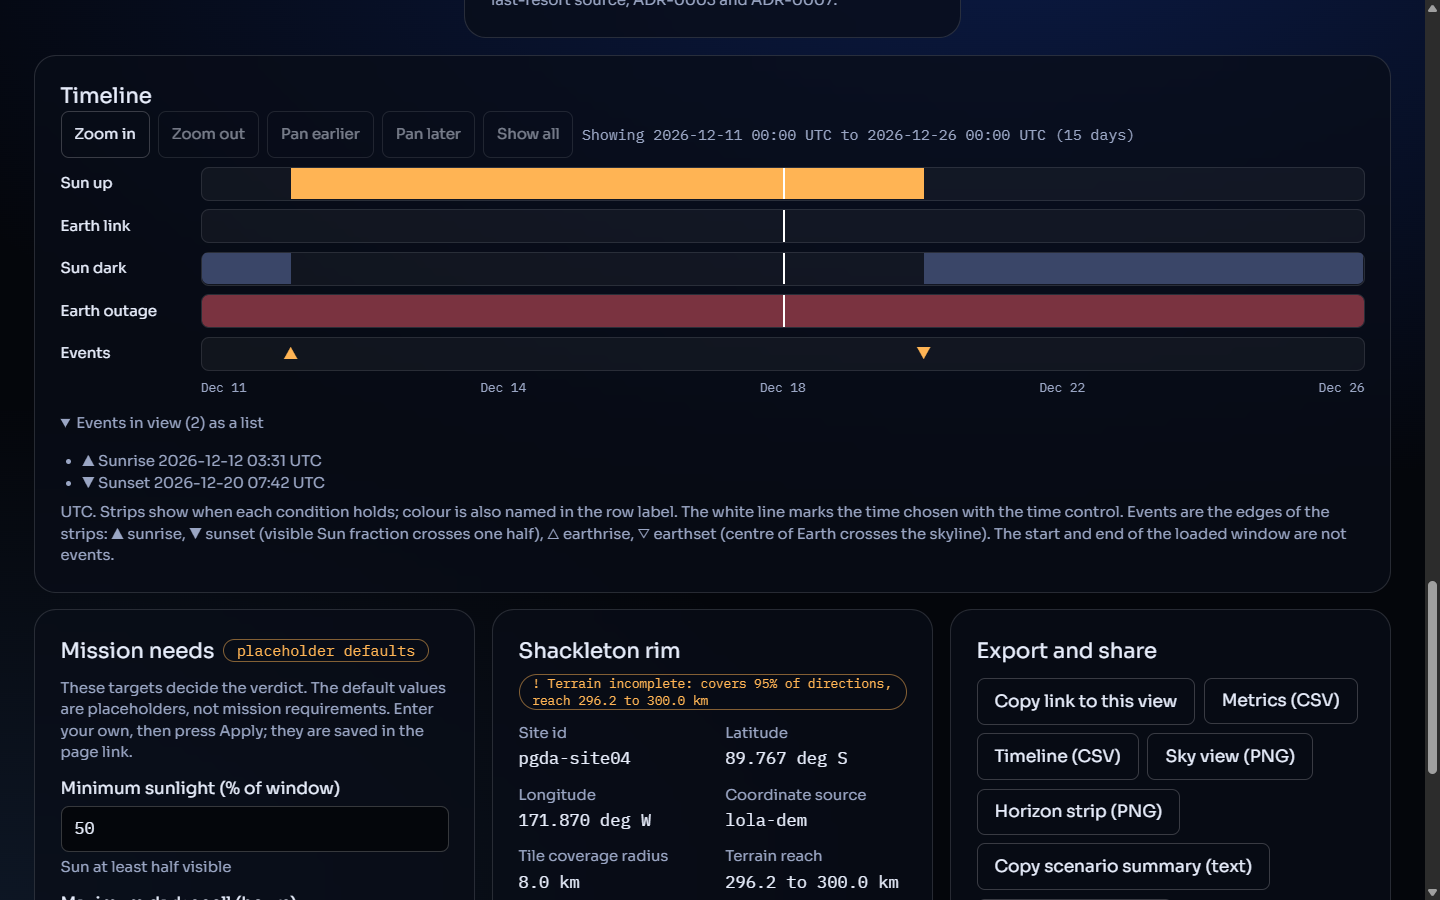 last-resort source, ADR-0005 and ADR-0007.
Timeline
Zoom in
Zoom out
Pan earlier
Pan later
Show all
Showing 2026-12-11 00:00 UTC to 2026-12-26 00:00 UTC (15 days)
Sun up
Earth link
Sun dark
Earth outage
Events
▲
▼
Dec 11
Dec 14
Dec 18
Dec 22
Dec 26
▼ Events in view (2) as a list
• ▲ Sunrise 2026-12-12 03:31 UTC
• ▼ Sunset 2026-12-20 07:42 UTC
UTC. Strips show when each condition holds; colour is also named in the row label. The white line marks the time chosen with the time control. Events are the edges of the
strips: ▲ sunrise, ▼ sunset (visible Sun fraction crosses one half), △ earthrise, ▽ earthset (centre of Earth crosses the skyline). The start and end of the loaded window are not
events.
Mission needs
placeholder defaults
These targets decide the verdict. The default values
are placeholders, not mission requirements. Enter
your own, then press Apply; they are saved in the
page link.
Minimum sunlight (% of window)
50
Sun at least half visible
Shackleton rim
! Terrain incomplete: covers 95% of directions,
reach 296.2 to 300.0 km
Site id
pgda-site04
Latitude
89.767 deg S
Longitude
171.870 deg W
Coordinate source
lola-dem
Tile coverage radius
8.0 km
Terrain reach
296.2 to 300.0 km
Export and share
Copy link to this view
Metrics (CSV)
Timeline (CSV)
Sky view (PNG)
Horizon strip (PNG)
Copy scenario summary (text)